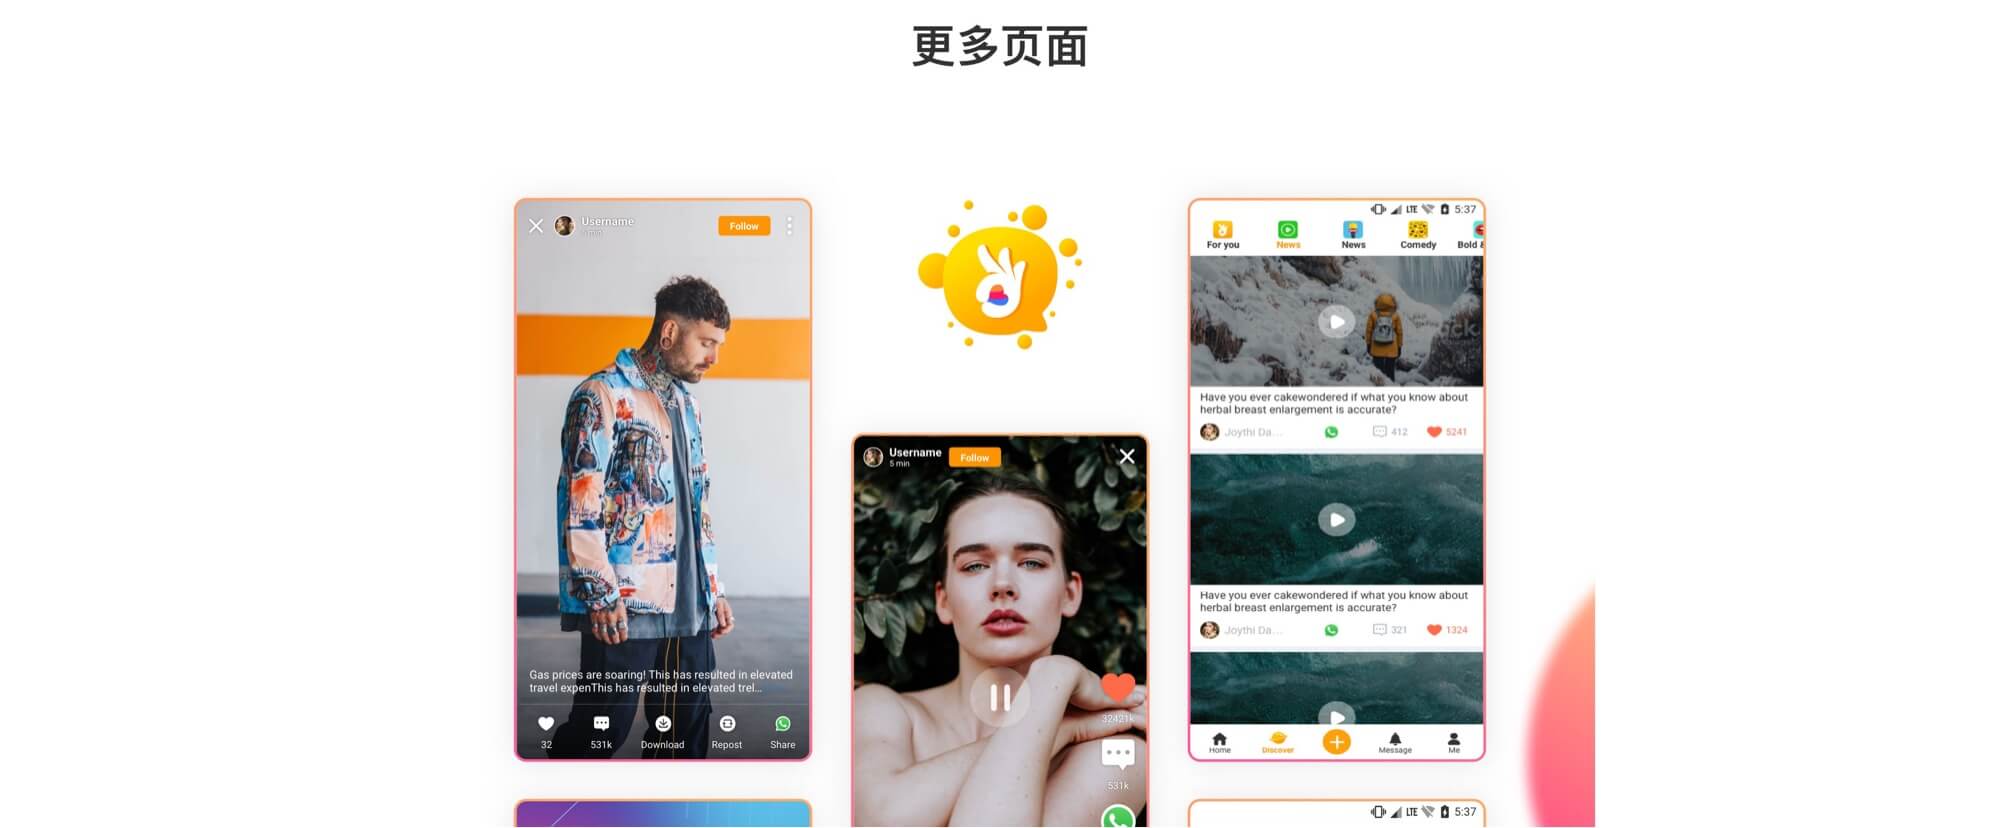 更多页面
Username
5 min
Follow
Gas prices are soaring! This has resulted in elevated
travel expenThis has resulted in elevated trel...
32
531k
Download
Repost
Share
Username
5 min
Follow
32421k
531k
LTE
5:37
For you
News
News
Comedy
Bold &
Have you ever cakewondered if what you know about
herbal breast enlargement is accurate?
Joythi Da...
412
5241
Have you ever cakewondered if what you know about
herbal breast enlargement is accurate?
Joythi Da...
321
1324
Home
Discover
Message
Me
LTE
5:37